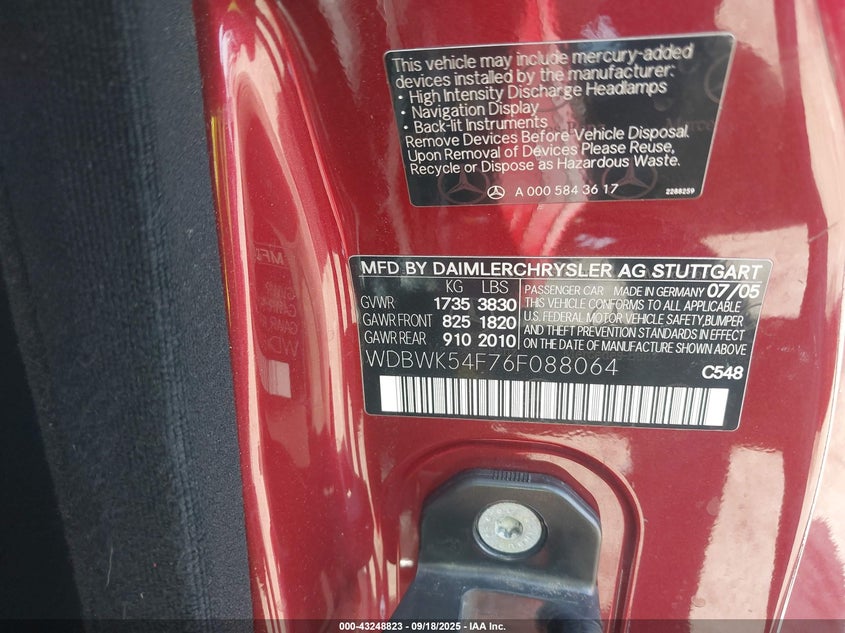 This vehicle may include mercury-added
devices installed by the manufacturer:
• High Intensity Discharge Headlamps
• Navigation Display
• Back-lit Instruments
Remove Devices Before Vehicle Disposal.
Upon Removal of Devices Please Reuse,
Recycle or Dispose as Hazardous Waste.
A 000 584 36 17
2288259
MFD BY DAIMLERCHRYSLER AG STUTTGART
KG LBS
GVWR 1735 3830
GAWR FRONT 825 1820
GAWR REAR 910 2010
PASSENGER CAR MADE IN GERMANY 07/05
THIS VEHICLE CONFORMS TO ALL APPLICABLE
U.S. FEDERAL MOTOR VEHICLE SAFETY, BUMPER
AND THEFT PREVENTION STANDARDS IN EFFECT
ON THE DATE OF MANUFACTURE SHOWN ABOVE
WDBWK54F76F088064
C548
000-43248823 - 09/18/2025 - IAA Inc.